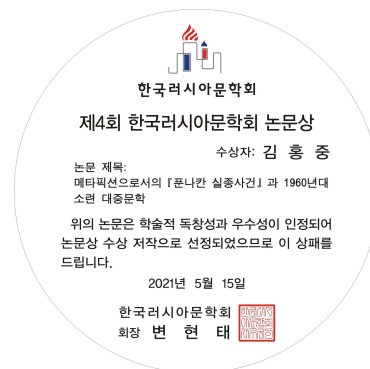 한국러시아문학회
제4회 한국러시아문학회 논문상
수상자: 김 홍 중
논문 제목:
메타픽션으로서의 『푼나칸 실종사건』과 1960년대
소련 대중문학
위의 논문은 학술적 독창성과 우수성이 인정되어
논문상 수상 저작으로 선정되었으므로 이 상패를
드립니다.
2021년 5월 15일
한국러시아문학회
회장 변 현 태